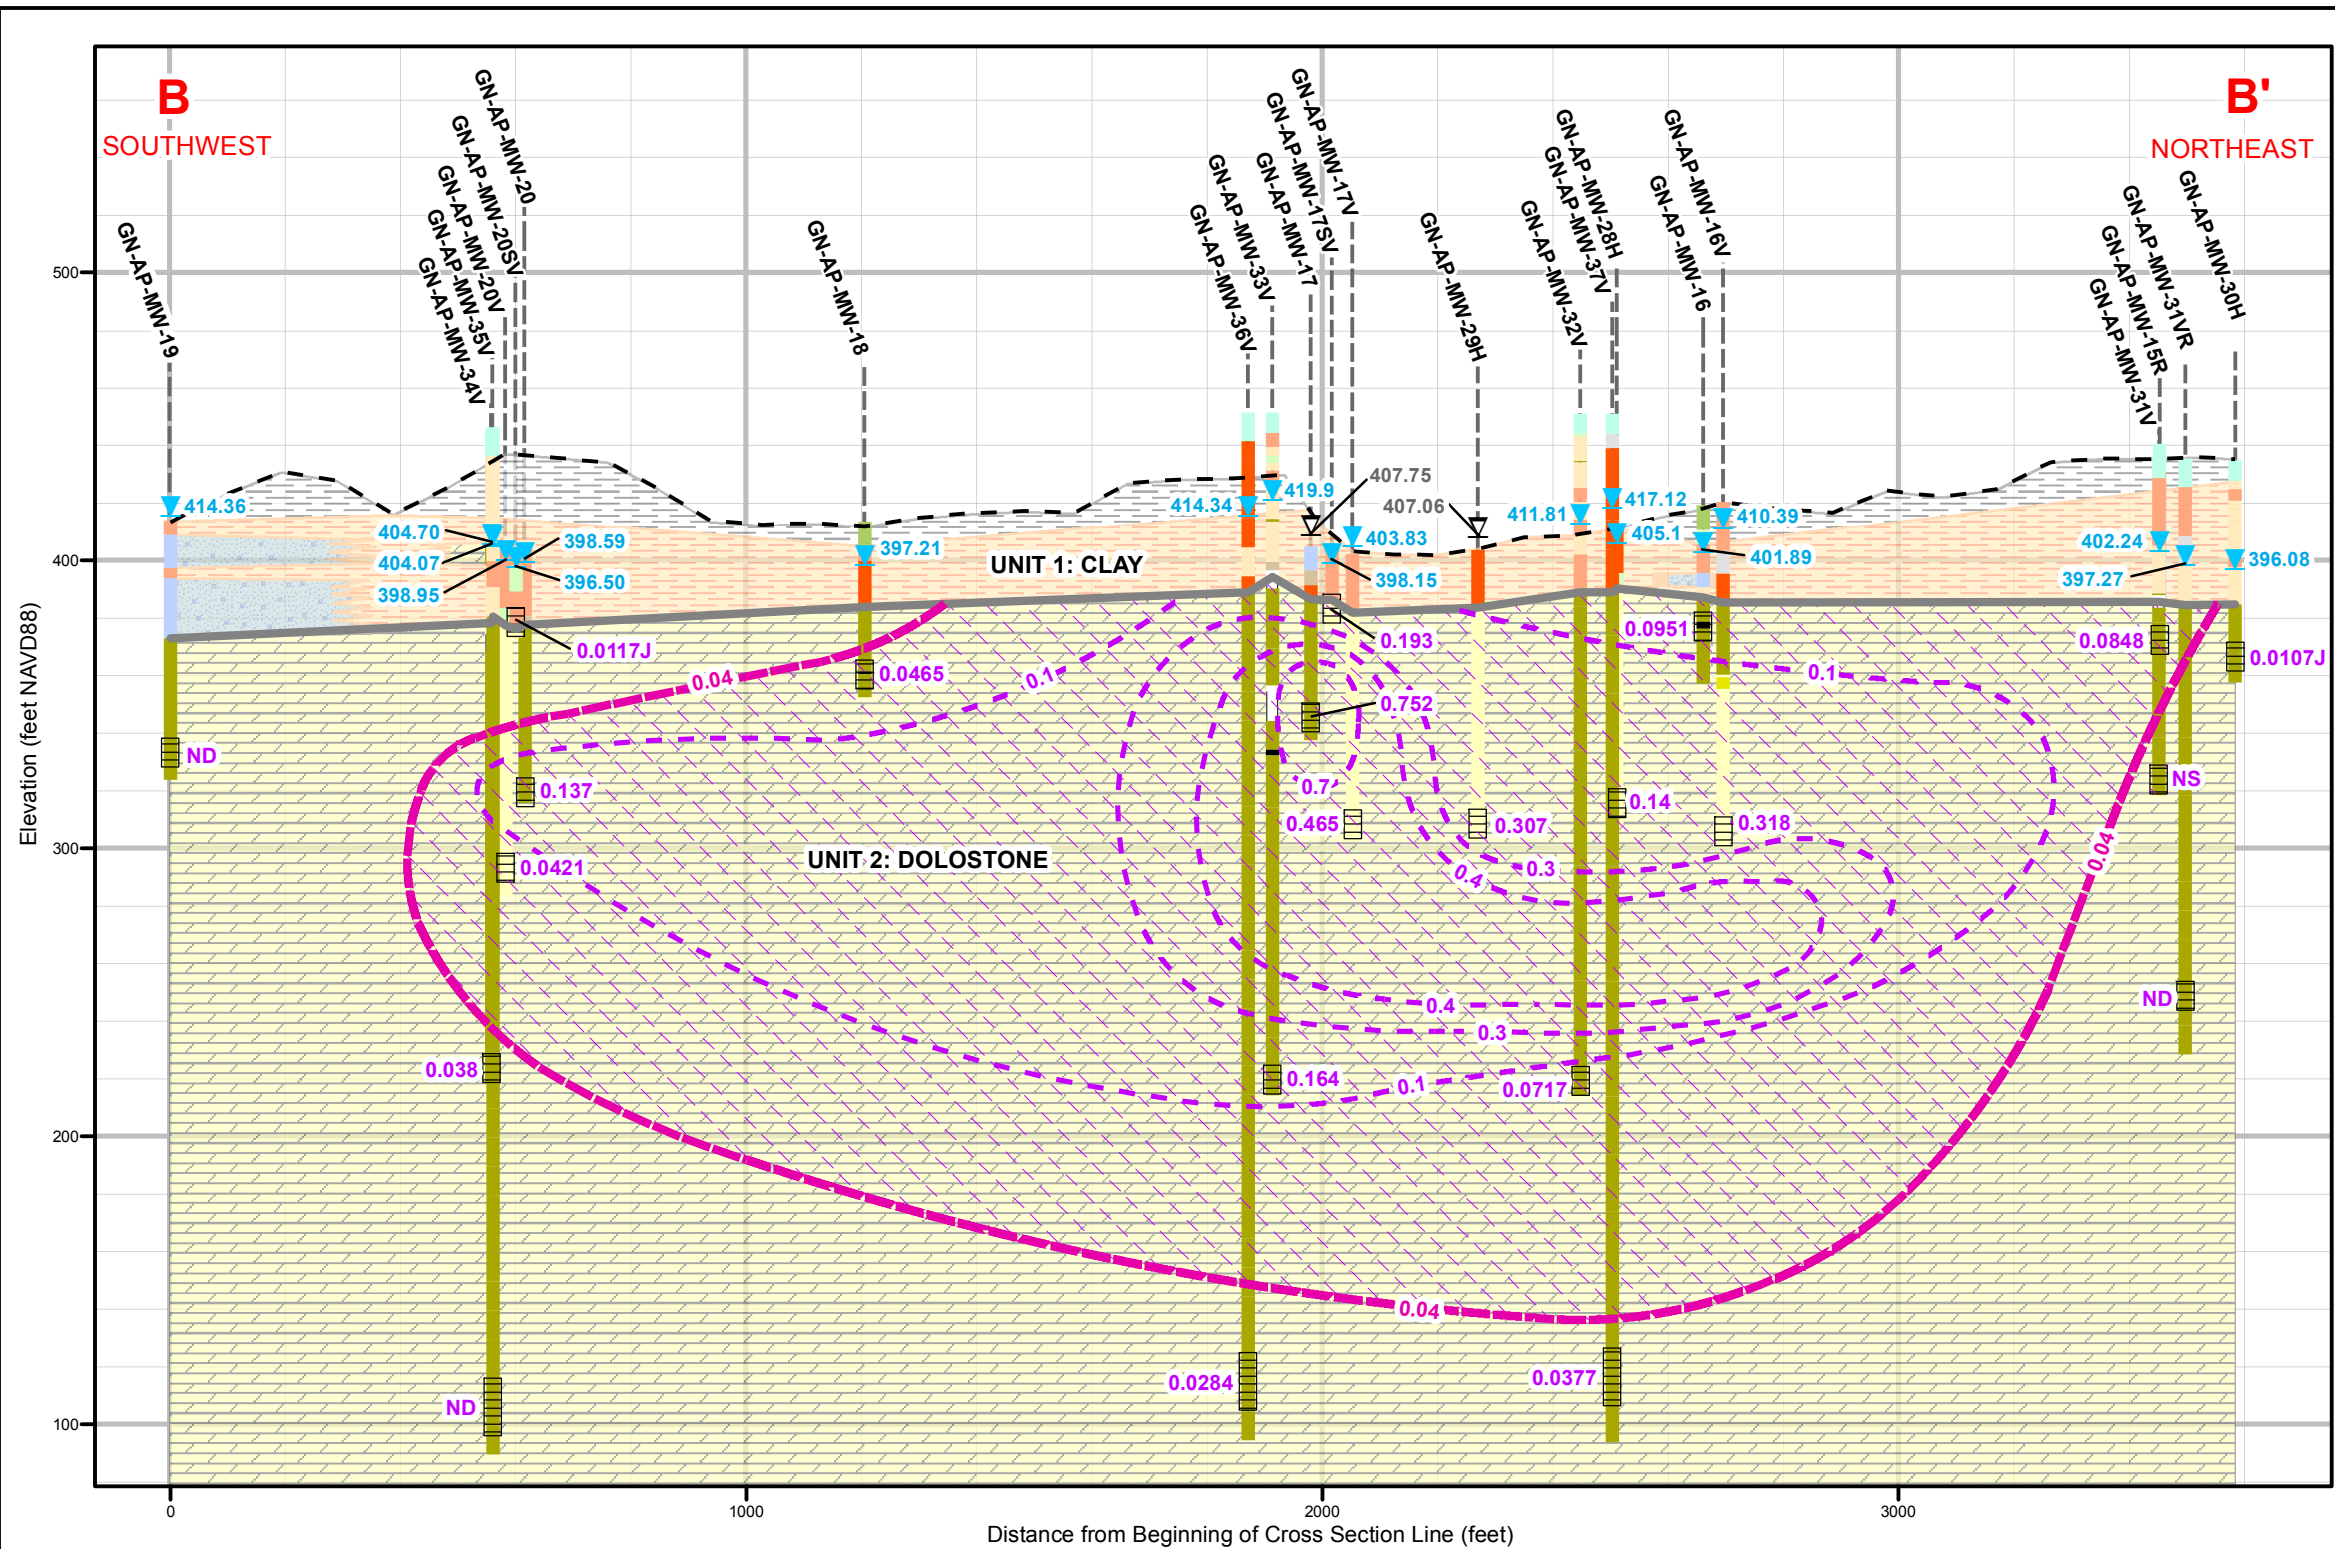 B
SOUTHWEST
B'
NORTHEAST
GN-AP-MW-19
GN-AP-MW-34V
GN-AP-MW-35V
GN-AP-MW-20V
GN-AP-MW-20SV
GN-AP-MW-20
GN-AP-MW-18
GN-AP-MW-36V
GN-AP-MW-33V
GN-AP-MW-17
GN-AP-MW-17SV
GN-AP-MW-17V
GN-AP-MW-29H
GN-AP-MW-32V
GN-AP-MW-37V
GN-AP-MW-28H
GN-AP-MW-16
GN-AP-MW-16V
GN-AP-MW-31V
GN-AP-MW-15R
GN-AP-MW-31VR
GN-AP-MW-30H
500
400
300
200
100
Elevation (feet NAVD88)
414.36
404.70
404.07
398.95
398.59
396.50
397.21
414.34
419.9
407.75
407.06
403.83
398.15
411.81
417.12
405.1
410.39
401.89
402.24
397.27
396.08
UNIT 1: CLAY
UNIT 2: DOLOSTONE
0.0117J
0.04
0.0465
0.1
0.193
0.0951
0.1
0.0848
0.0107J
ND
0.137
0.752
0.7
0.465
0.307
0.14
0.318
NS
0.0421
0.3
0.4
0.04
0.4
0.3
ND
0.038
0.164
0.1
0.0717
0.04
ND
0.0284
0.0377
0
1000
2000
3000
Distance from Beginning of Cross Section Line (feet)